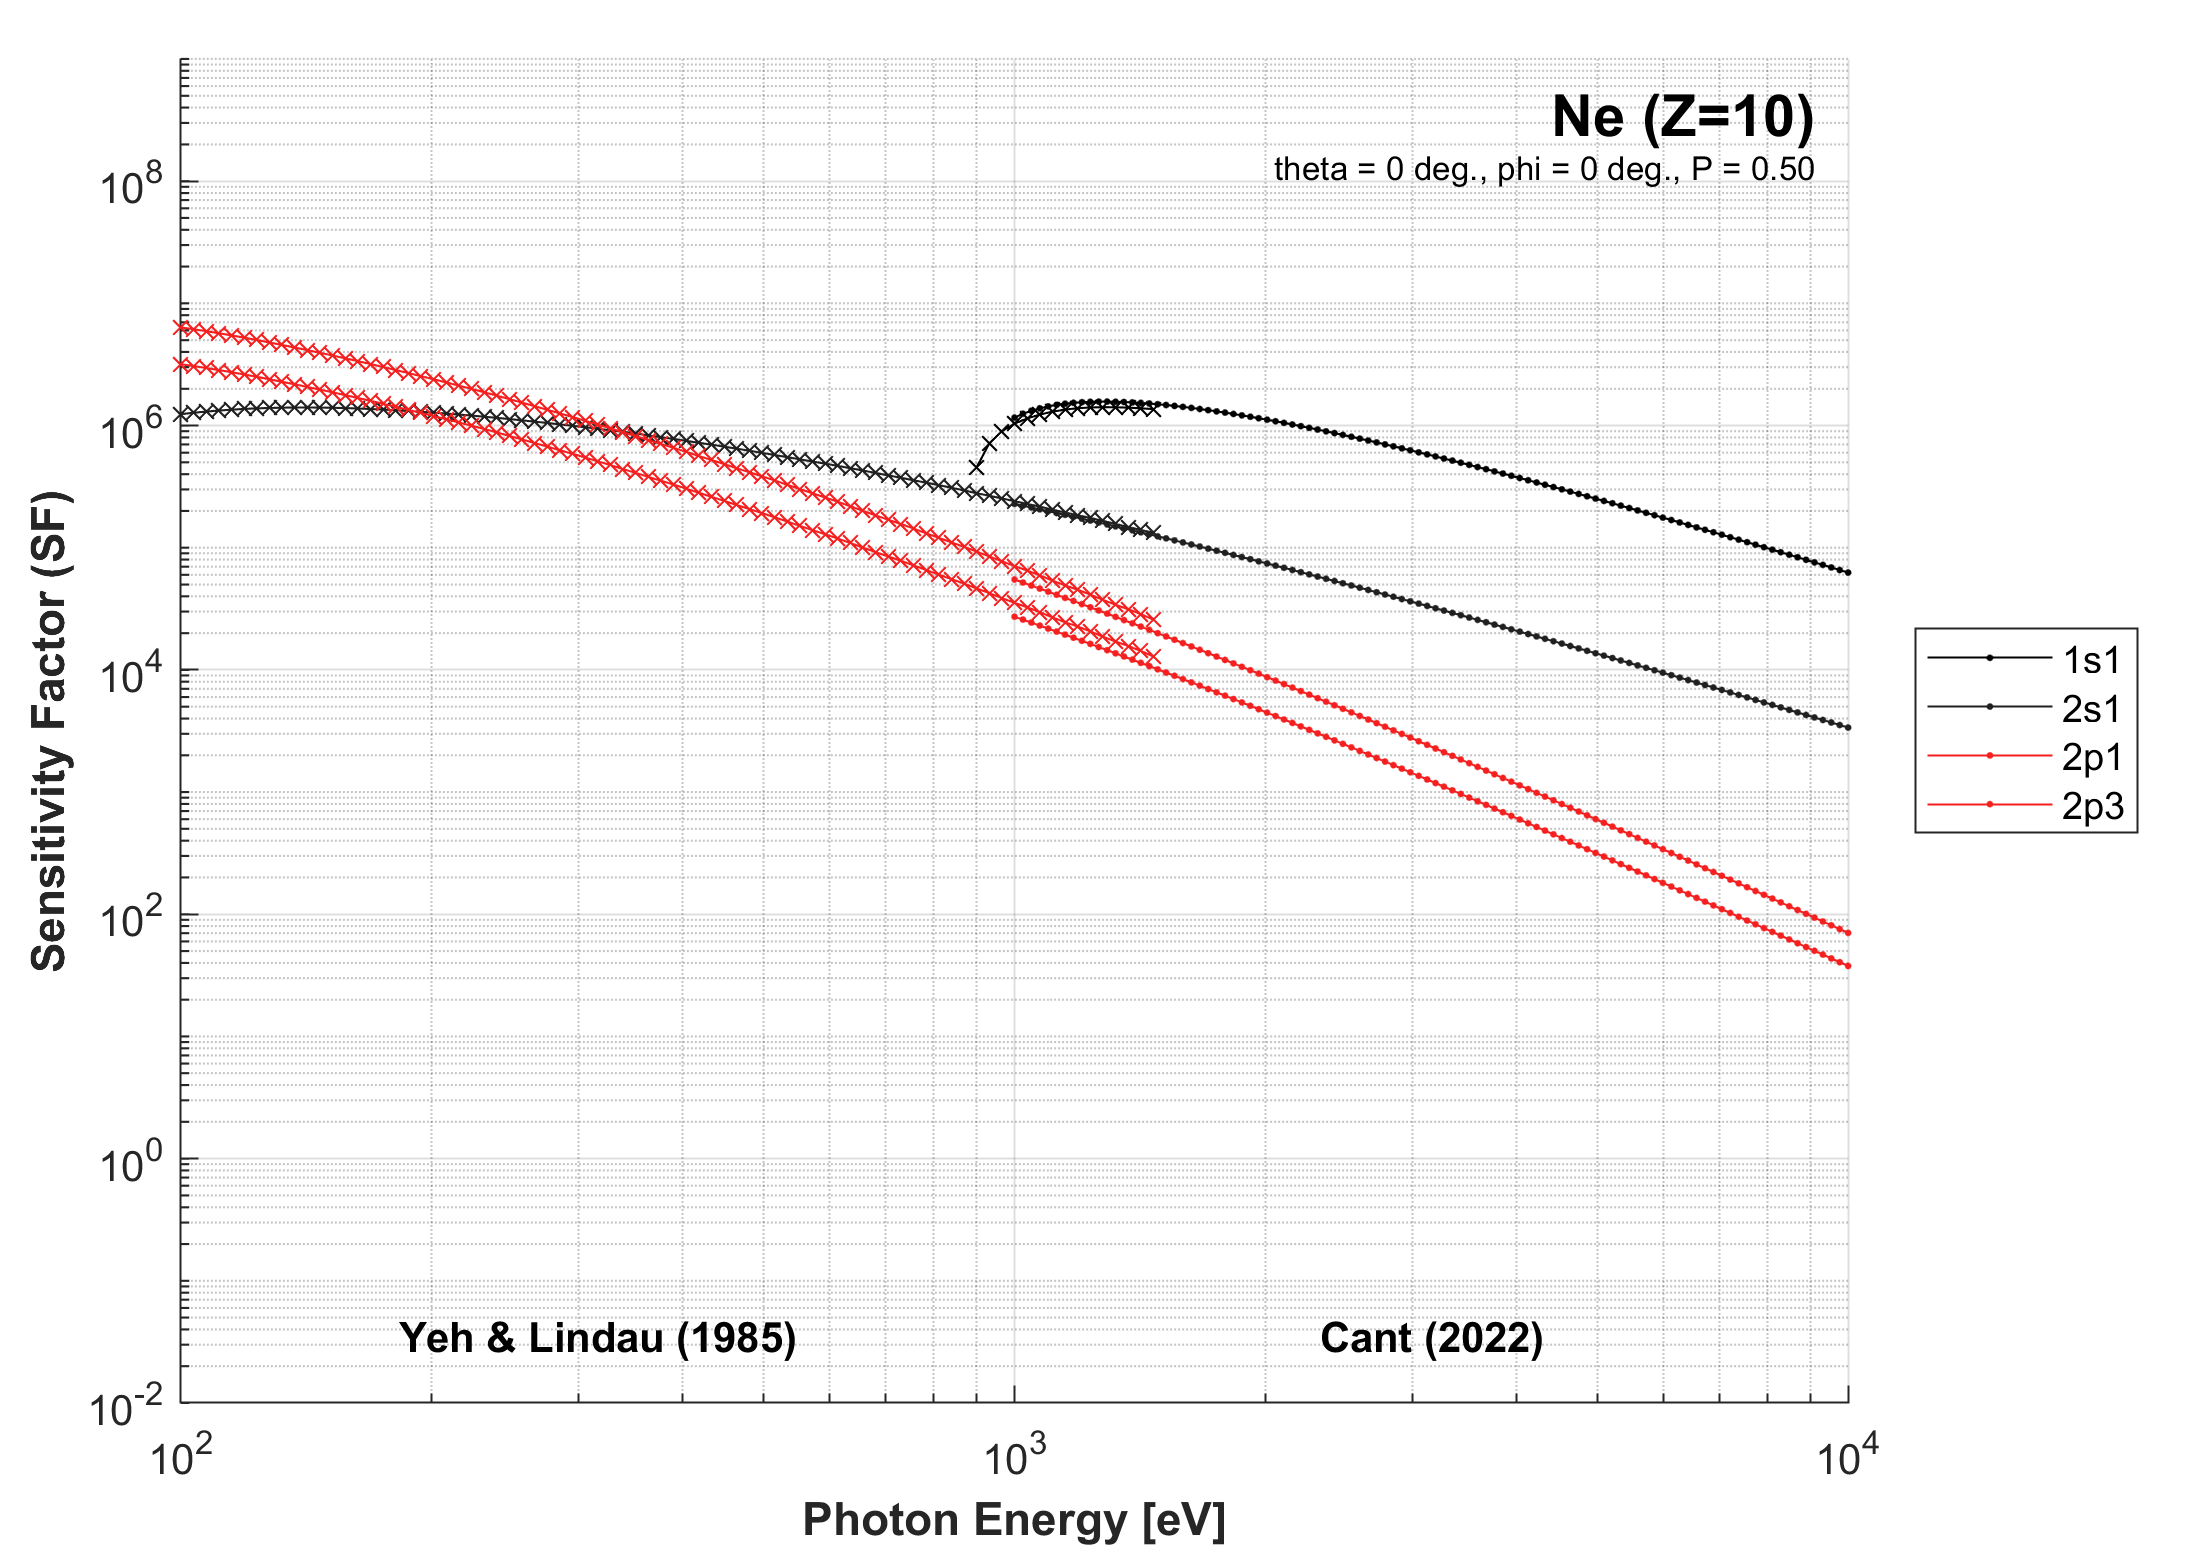 Ne (Z=10)
theta = 0 deg., phi = 0 deg., P = 0.50
10^8
10^6
10^4
10^2
10^0
10^-2
Sensitivity Factor (SF)
1s1
2s1
2p1
2p3
Yeh & Lindau (1985)
Cant (2022)
10^2
10^3
10^4
Photon Energy [eV]